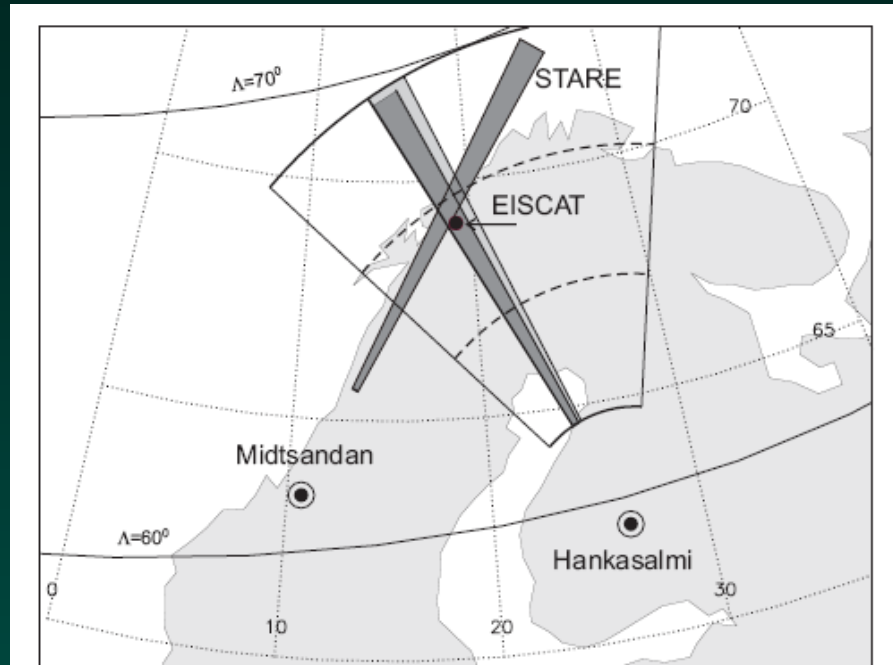 Λ=70⁰
STARE
70
EISCAT
65
Midtsandan
Λ=60⁰
Hankasalmi
0
30
10
20